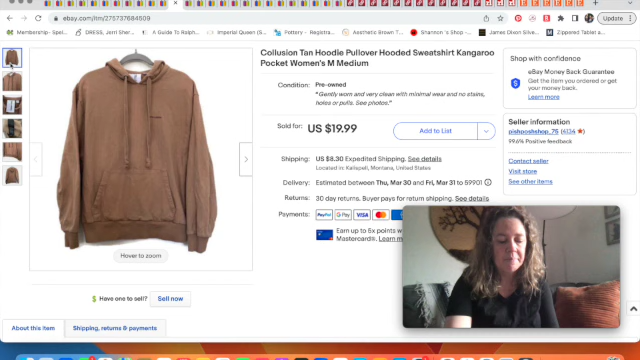 ebay.com/itm/275737684509
Update
Membership- Spel...
DRESS, Jerri Sher...
A Guide To Ralph...
Imperial Queen (S...
The RealReal
Aesthetic Brown T...
Shannon 's Shop -...
James Dixon Silve...
Zippered Tablet a...
Collusion Tan Hoodie Pullover Hooded Sweatshirt Kangaroo
Pocket Women's M Medium
Condition: Pre-owned
"Gently worn and very clean with minimal wear and no stains,
holes or pulls. See photos."
Sold for: US $19.99
Add to List
Shipping: US $8.30 Expedited Shipping. See details
Located in: Kalispell, Montana, United States
Delivery: Estimated between Thu, Mar 30 and Fri, Mar 31 to 59901
Returns: 30 day returns. Buyer pays for return shipping. See details
Payments: PayPal G Pay VISA
Earn up to 5x points w
Mastercard®. Learn m
Hover to zoom
Have one to sell? Sell now
About this item
Shipping, returns & payments
Shop with confidence
eBay Money Back Guarantee
Get the item you ordered or get
your money back.
Learn more
Seller information
pishposhshop_75 (4124 )
99.6% Positive feedback
Contact seller
Visit store
See other items